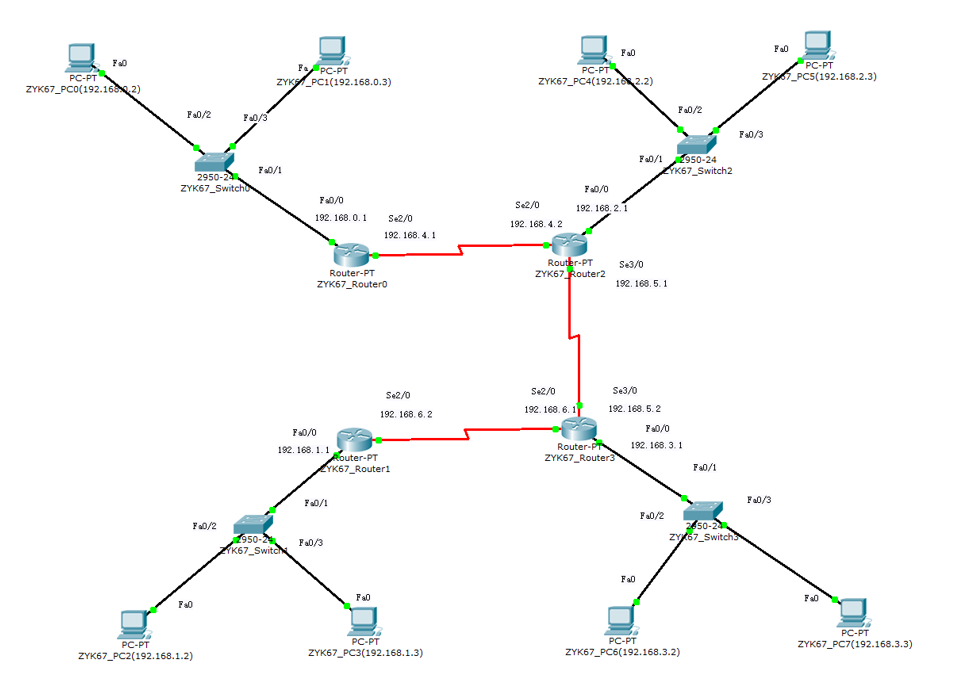 Fa0
PC-PT
ZYK67_PC0(192.168.0.2)
Fa
PC-PT
ZYK67_PC1(192.168.0.3)
Fa0/2
Fa0/3
2950-24
ZYK67_Switch0
Fa0/1
Fa0/0
192.168.0.1
Se2/0
192.168.4.1
Router-PT
ZYK67_Router0
Fa0
PC-PT
ZYK67_PC4(192.168.2.2)
Fa0
PC-PT
ZYK67_PC5(192.168.2.3)
Fa0/2
Fa0/3
Fa0/1
2950-24
ZYK67_Switch2
Fa0/0
192.168.2.1
Se2/0
192.168.4.2
Router-PT
ZYK67_Router2
Se3/0
192.168.5.1
Se2/0
192.168.6.2
Fa0/0
192.168.1.1
Router-PT
ZYK67_Router1
Fa0/1
Fa0/2
2950-24
ZYK67_Switch1
Fa0/3
Fa0
PC-PT
ZYK67_PC2(192.168.1.2)
Fa0
PC-PT
ZYK67_PC3(192.168.1.3)
Se2/0
192.168.6.1
Se3/0
192.168.5.2
Fa0/0
192.168.3.1
Router-PT
ZYK67_Router3
Fa0/1
Fa0/3
Fa0/2
2950-24
ZYK67_Switch3
Fa0
PC-PT
ZYK67_PC6(192.168.3.2)
Fa0
PC-PT
ZYK67_PC7(192.168.3.3)